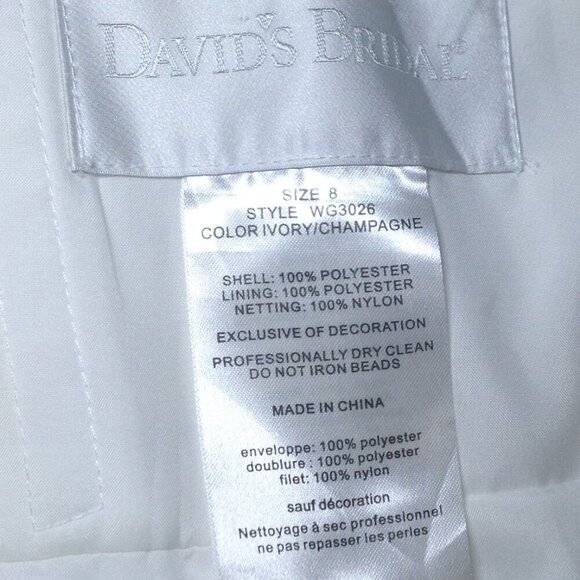 DAVID'S BRIDAL®
SIZE 8
STYLE WG3026
COLOR IVORY/CHAMPAGNE
SHELL: 100% POLYESTER
LINING: 100% POLYESTER
NETTING: 100% NYLON
EXCLUSIVE OF DECORATION
PROFESSIONALLY DRY CLEAN
DO NOT IRON BEADS
MADE IN CHINA
enveloppe: 100% polyester
doublure : 100% polyester
filet: 100% nylon
sauf décoration
Nettoyage à sec professionnel
ne pas repasser les perles